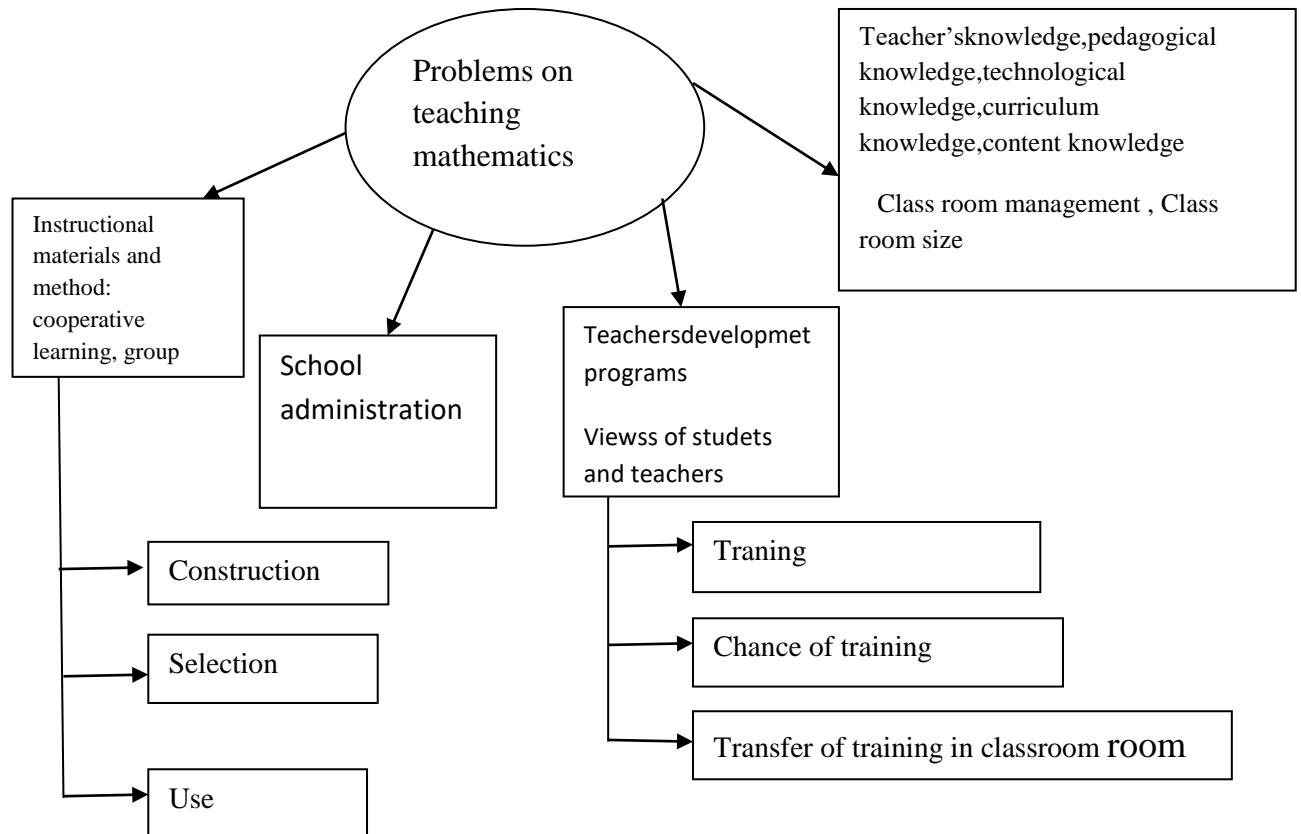 Problems on
teaching
mathematics
Teacher’sknowledge,pedagogical
knowledge,technological
knowledge,curriculum
knowledge,content knowledge
Class room management , Class
room size
Instructional
materials and
method:
cooperative
learning, group
School
administration
Teachersdevelopmet
programs
Viewss of studets
and teachers
Construction
Selection
Use
Traning
Chance of training
Transfer of training in classroom room